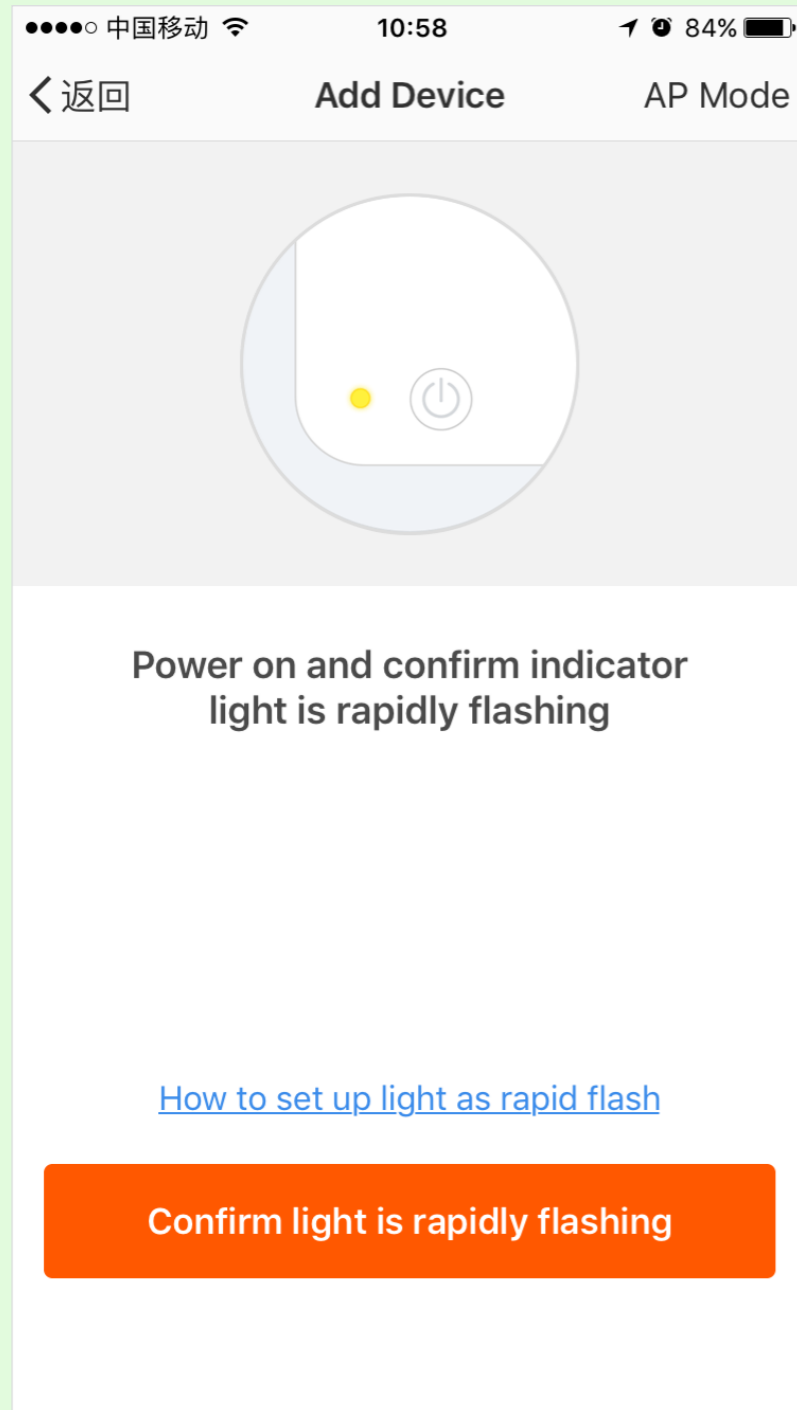 中国移动 10:58 84%
返回 Add Device AP Mode
Power on and confirm indicator
light is rapidly flashing
How to set up light as rapid flash
Confirm light is rapidly flashing